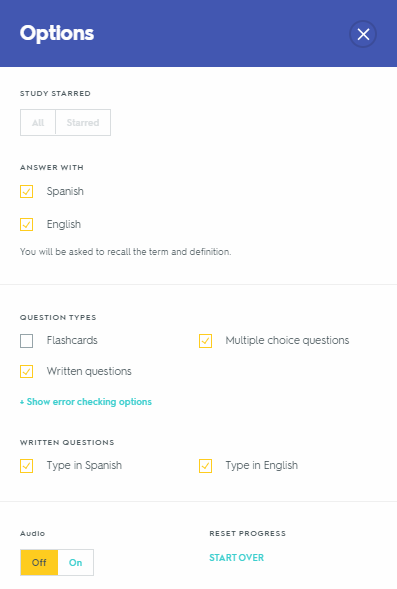 Options
STUDY STARRED
All Starred
ANSWER WITH
Spanish
English
You will be asked to recall the term and definition.
QUESTION TYPES
Flashcards Multiple choice questions
Written questions
+ Show error checking options
WRITTEN QUESTIONS
Type in Spanish Type in English
Audio RESET PROGRESS
Off On START OVER